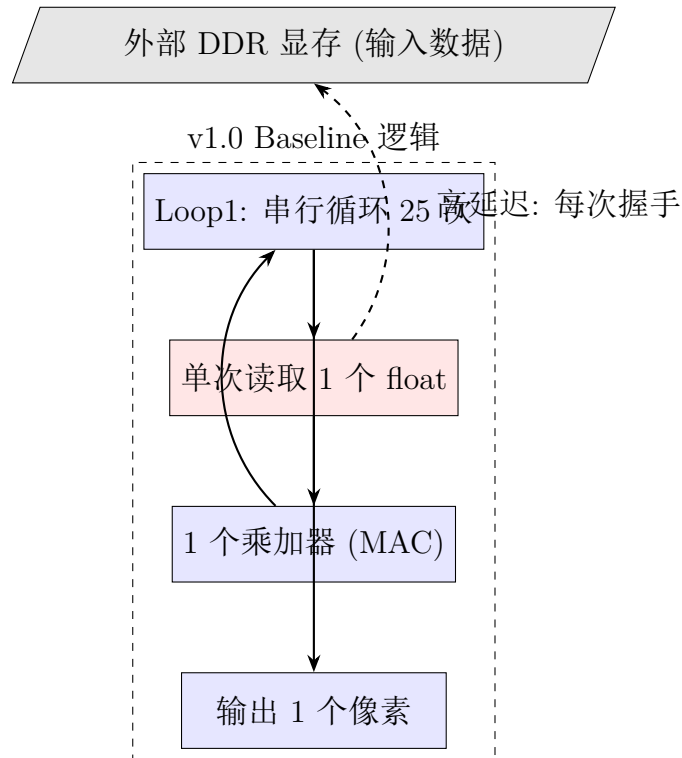 外部 DDR 显存 (输入数据)
v1.0 Baseline 逻辑
Loop1: 串行循环 25 次
高延迟: 每次握手
单次读取 1 个 float
1 个乘加器 (MAC)
输出 1 个像素